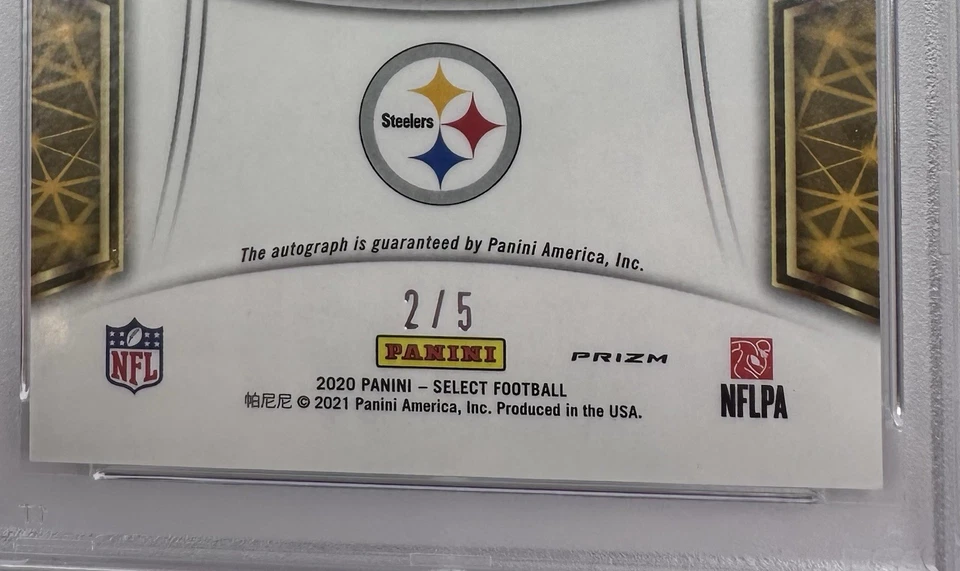 Steelers
The autograph is guaranteed by Panini America, Inc.
2/5
NFL
PANINI
PRIZM
NFLPA
2020 PANINI – SELECT FOOTBALL
帕尼尼 © 2021 Panini America, Inc. Produced in the USA.